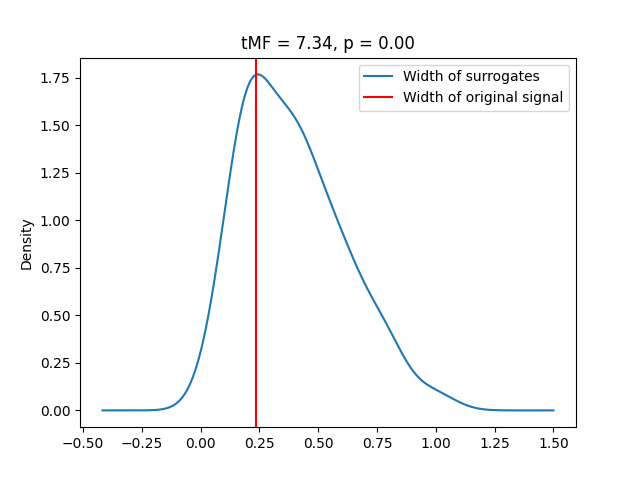 tMF = 7.34, p = 0.00
Width of surrogates
Width of original signal
Density
1.75
1.50
1.25
1.00
0.75
0.50
0.25
0.00
−0.50 −0.25 0.00 0.25 0.50 0.75 1.00 1.25 1.50